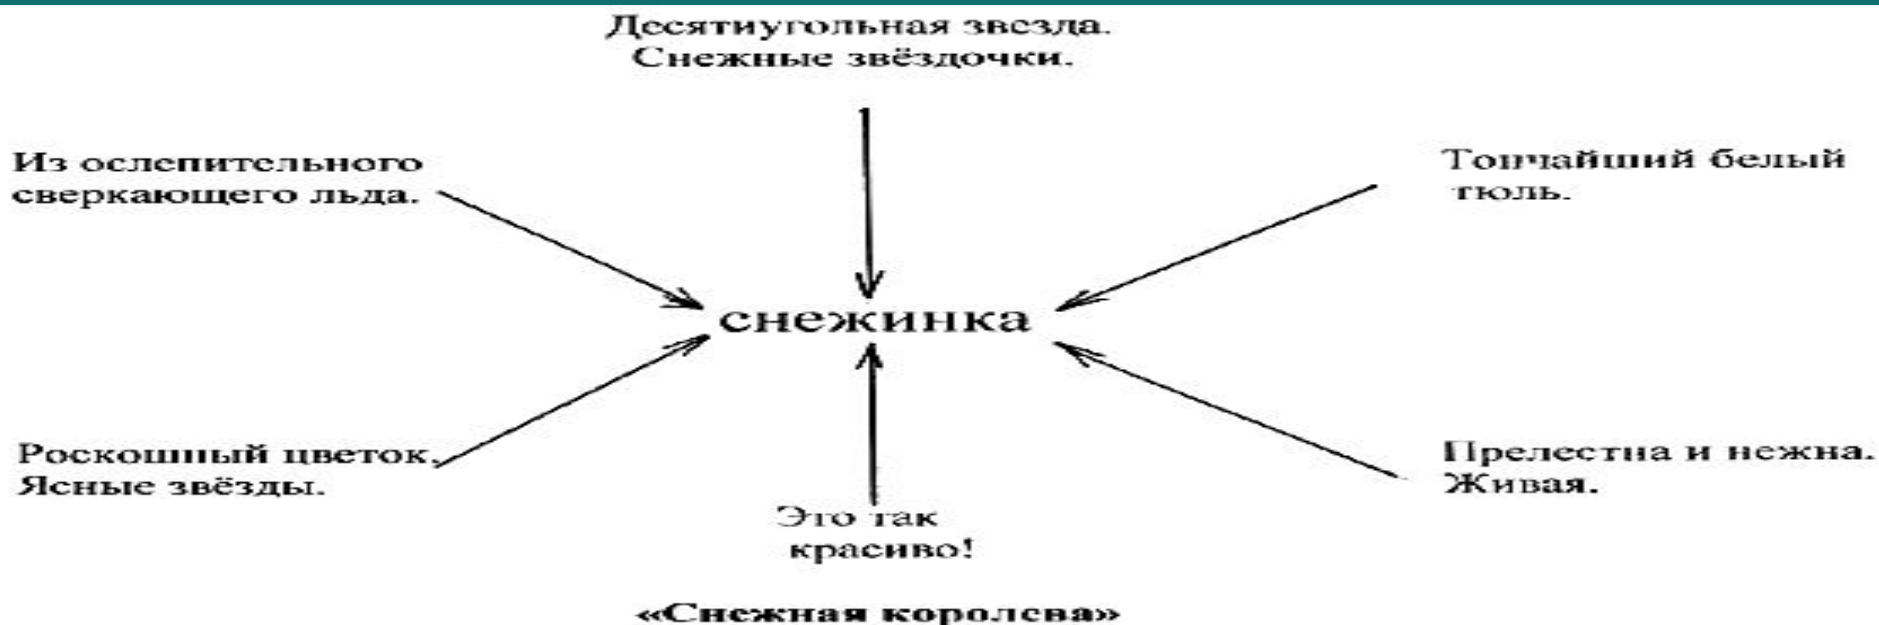 Десятиугольная звезда.
Снежные звёздочки.
Из ослепительного
сверкающего льда.
Тончайший белый
тюль.
снежинка
Роскошный цветок.
Ясные звёзды.
Прелестна и нежна.
Живая.
Это так
красиво!
«Снежная королева»